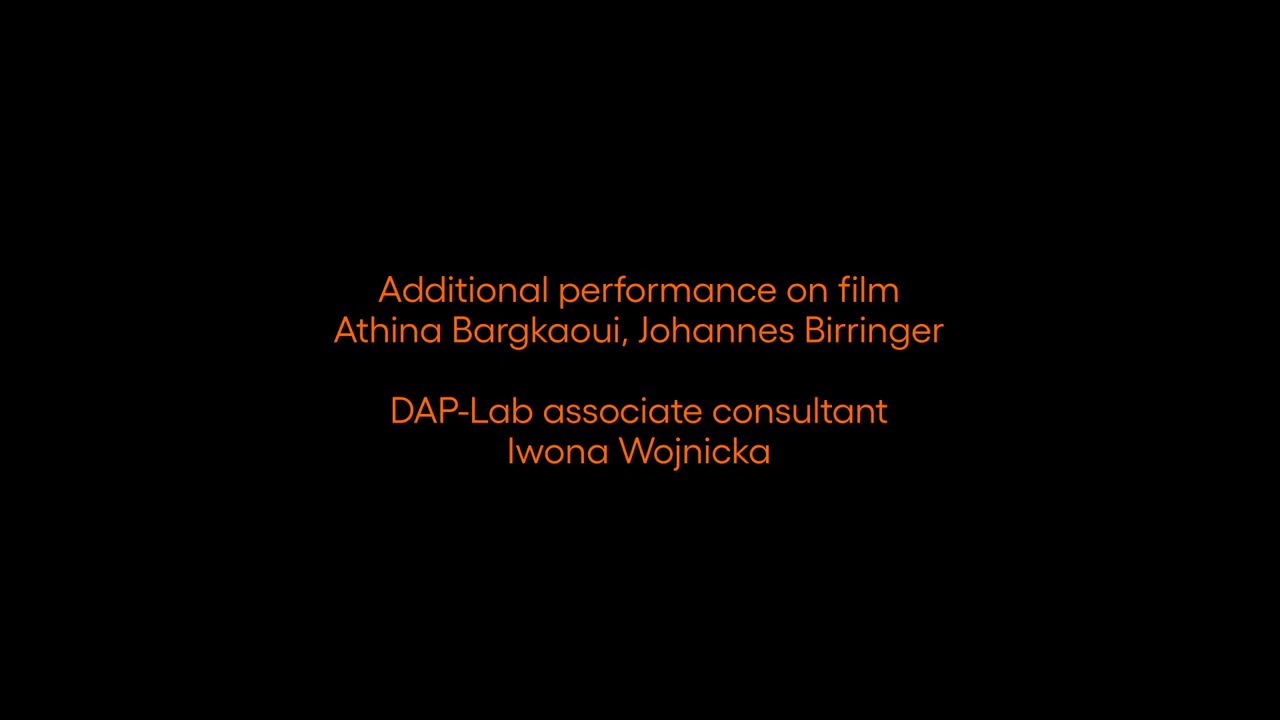 Additional performance on film
Athina Bargkaoui, Johannes Birringer
DAP-Lab associate consultant
Iwona Wojnicka